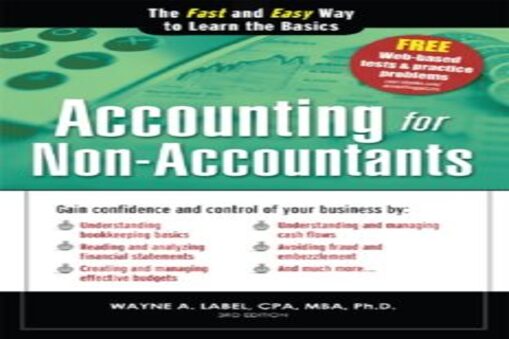 The Fast and Easy Way
to Learn the Basics
FREE
Web-based
tests & practice
problems
Accounting for
Non-Accountants
Gain confidence and control of your business by:
Understanding
bookkeeping basics
Reading and analyzing
financial statements
Creating and managing
effective budgets
Understanding and managing
cash flows
Avoiding fraud and
embezzlement
And much more...
WAYNE A. LABEL, CPA, MBA, Ph.D.
3RD EDITION